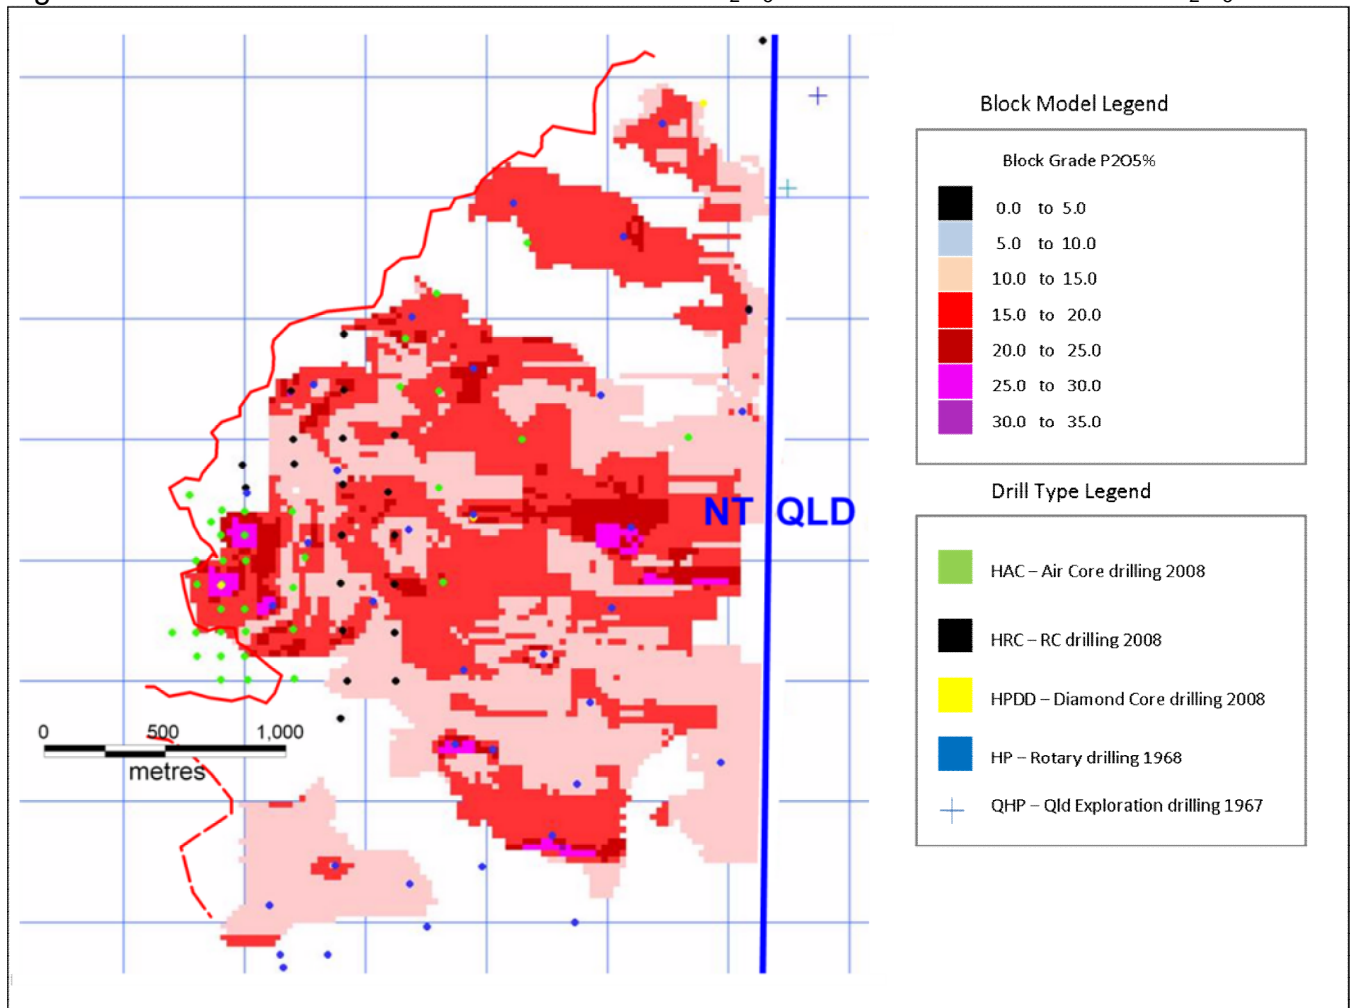 Block Model Legend
Block Grade P2O5%
0.0 to 5.0
5.0 to 10.0
10.0 to 15.0
15.0 to 20.0
20.0 to 25.0
25.0 to 30.0
30.0 to 35.0
Drill Type Legend
HAC – Air Core drilling 2008
HRC – RC drilling 2008
HPDD – Diamond Core drilling 2008
HP – Rotary drilling 1968
QHP – Qld Exploration drilling 1967
NT QLD
0 500 1,000
metres